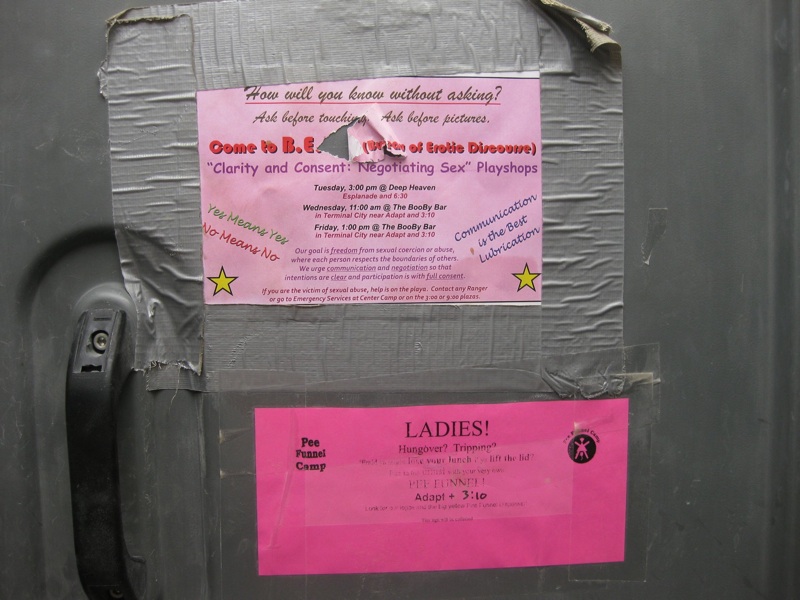 How will you know without asking?
Ask before touching. Ask before pictures.
Come to B.E. of Erotic Discourse)
"Clarity and Consent: Negotiating Sex" Playshops
Tuesday, 3:00 pm @ Deep Heaven
Esplanade and 6:30
Wednesday, 11:00 am @ The BooBy Bar
in Terminal City near Adapt and 3:10
Friday, 1:00 pm @ The BooBy Bar
in Terminal City near Adapt and 3:10
Yes Means Yes
No Means No
Communication
is the Best
Lubrication
Our goal is freedom from sexual coercion or abuse,
where each person respects the boundaries of others.
We urge communication and negotiation so that
intentions are clear and participation is with full consent.
If you are the victim of sexual abuse, help is on the playa. Contact any Ranger
or go to Emergency Services at Center Camp or on the 3:00 or 9:00 plazas.
Pee
Funnel
Camp
LADIES!
Hungover? Tripping?
lose your lunch lift the lid?
PEE FUNNEL!
Adapt + 3:10